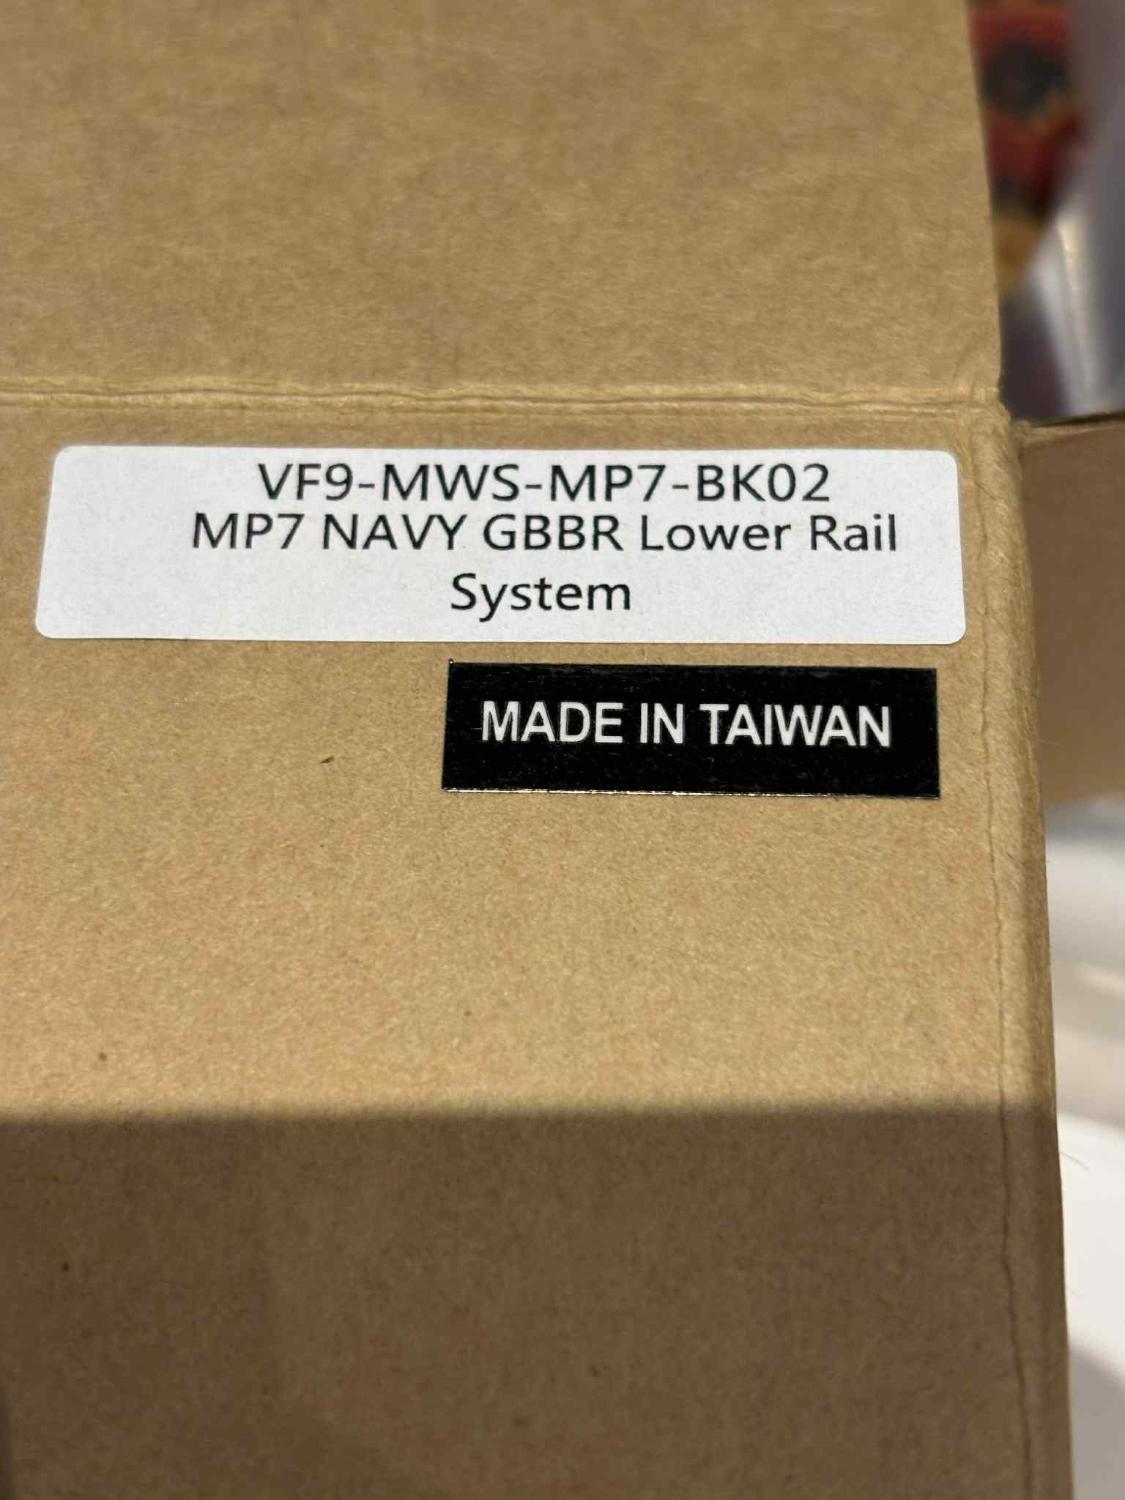 VF9-MWS-MP7-BK02
MP7 NAVY GBBR Lower Rail
System
MADE IN TAIWAN